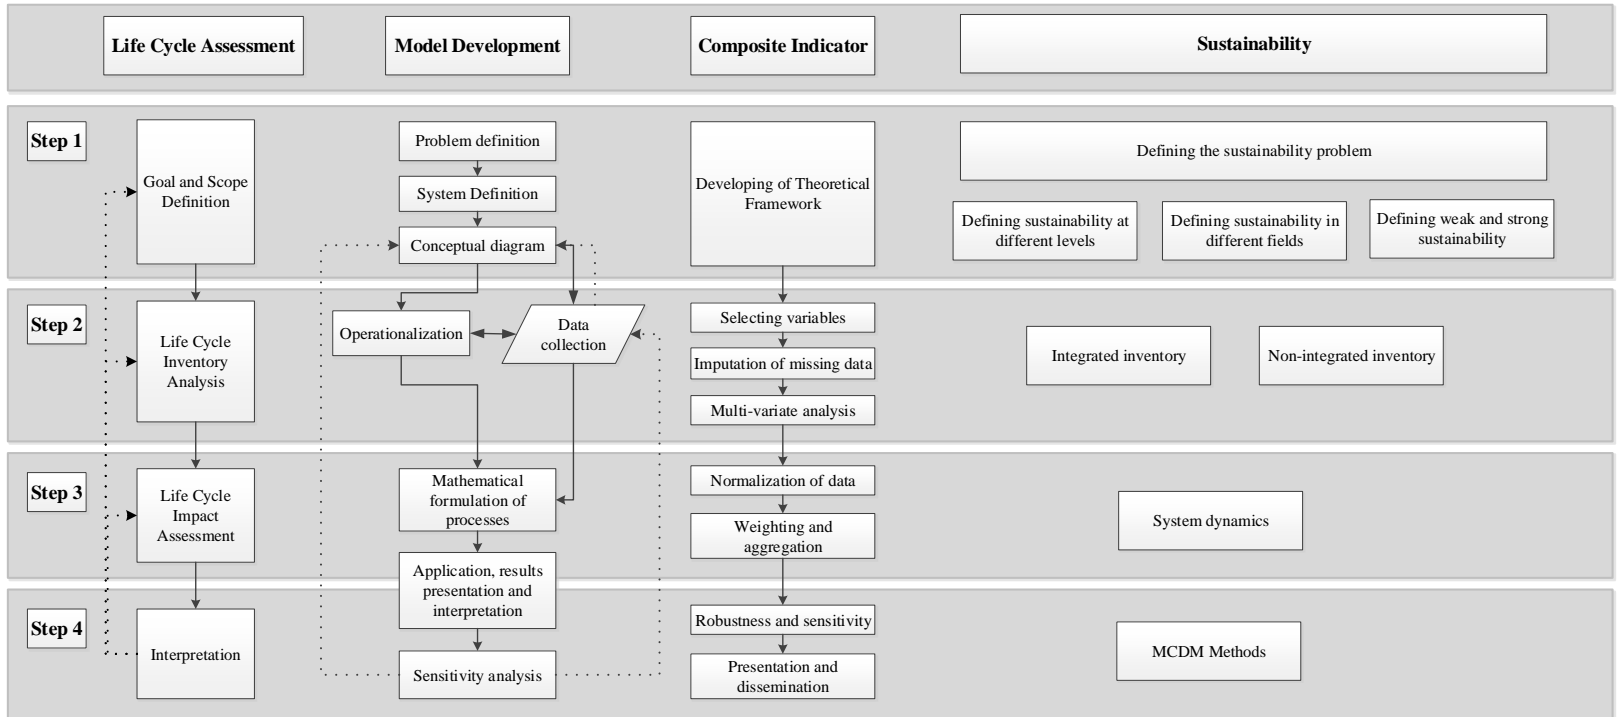 Life Cycle Assessment
Model Development
Composite Indicator
Sustainability
Step 1
Goal and Scope
Definition
Problem definition
System Definition
Conceptual diagram
Developing of Theoretical
Framework
Defining the sustainability problem
Defining sustainability at
different levels
Defining sustainability in
different fields
Defining weak and strong
sustainability
Step 2
Life Cycle
Inventory
Analysis
Operationalization
Data
collection
Selecting variables
Imputation of missing data
Multi-variate analysis
Integrated inventory
Non-integrated inventory
Step 3
Life Cycle
Impact
Assessment
Mathematical
formulation of
processes
Application, results
presentation and
interpretation
Normalization of data
Weighting and
aggregation
System dynamics
Step 4
Interpretation
Sensitivity analysis
Robustness and sensitivity
Presentation and
dissemination
MCDM Methods